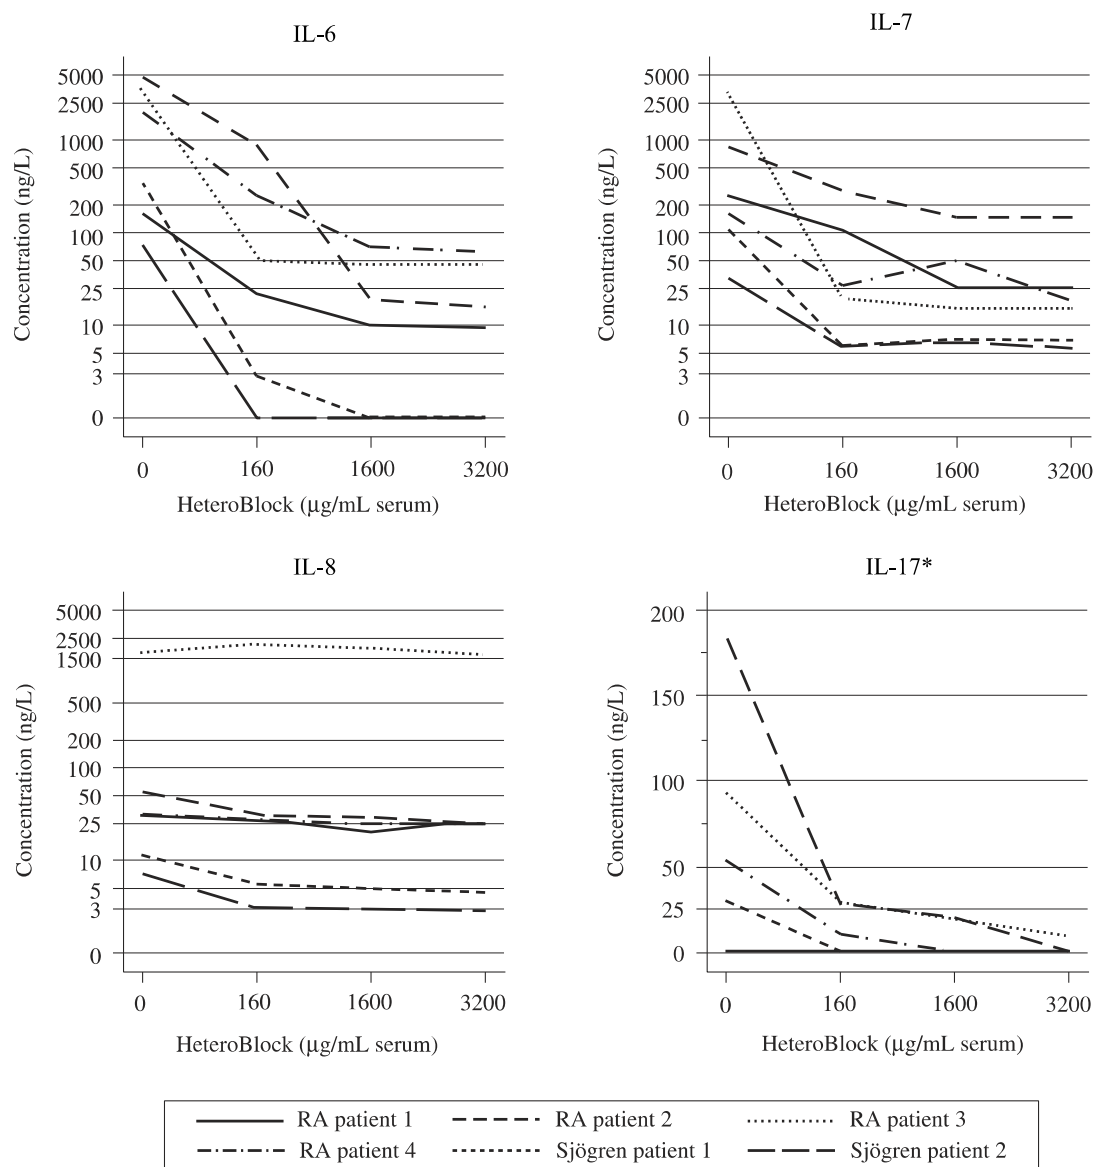 IL-6
5000
2500
1000
500
200
100
50
25
10
5
3
0
Concentration (ng/L)
0 160 1600 3200
HeteroBlock (μg/mL serum)
IL-7
5000
2500
1000
500
200
100
50
25
10
5
3
0
Concentration (ng/L)
0 160 1600 3200
HeteroBlock (μg/mL serum)
IL-8
5000
2500
1500
500
200
100
50
25
10
5
3
0
Concentration (ng/L)
0 160 1600 3200
HeteroBlock (μg/mL serum)
IL-17*
200
150
100
50
25
0
Concentration (ng/L)
0 160 1600 3200
HeteroBlock (μg/mL serum)
RA patient 1 RA patient 2 RA patient 3
RA patient 4 Sjögren patient 1 Sjögren patient 2